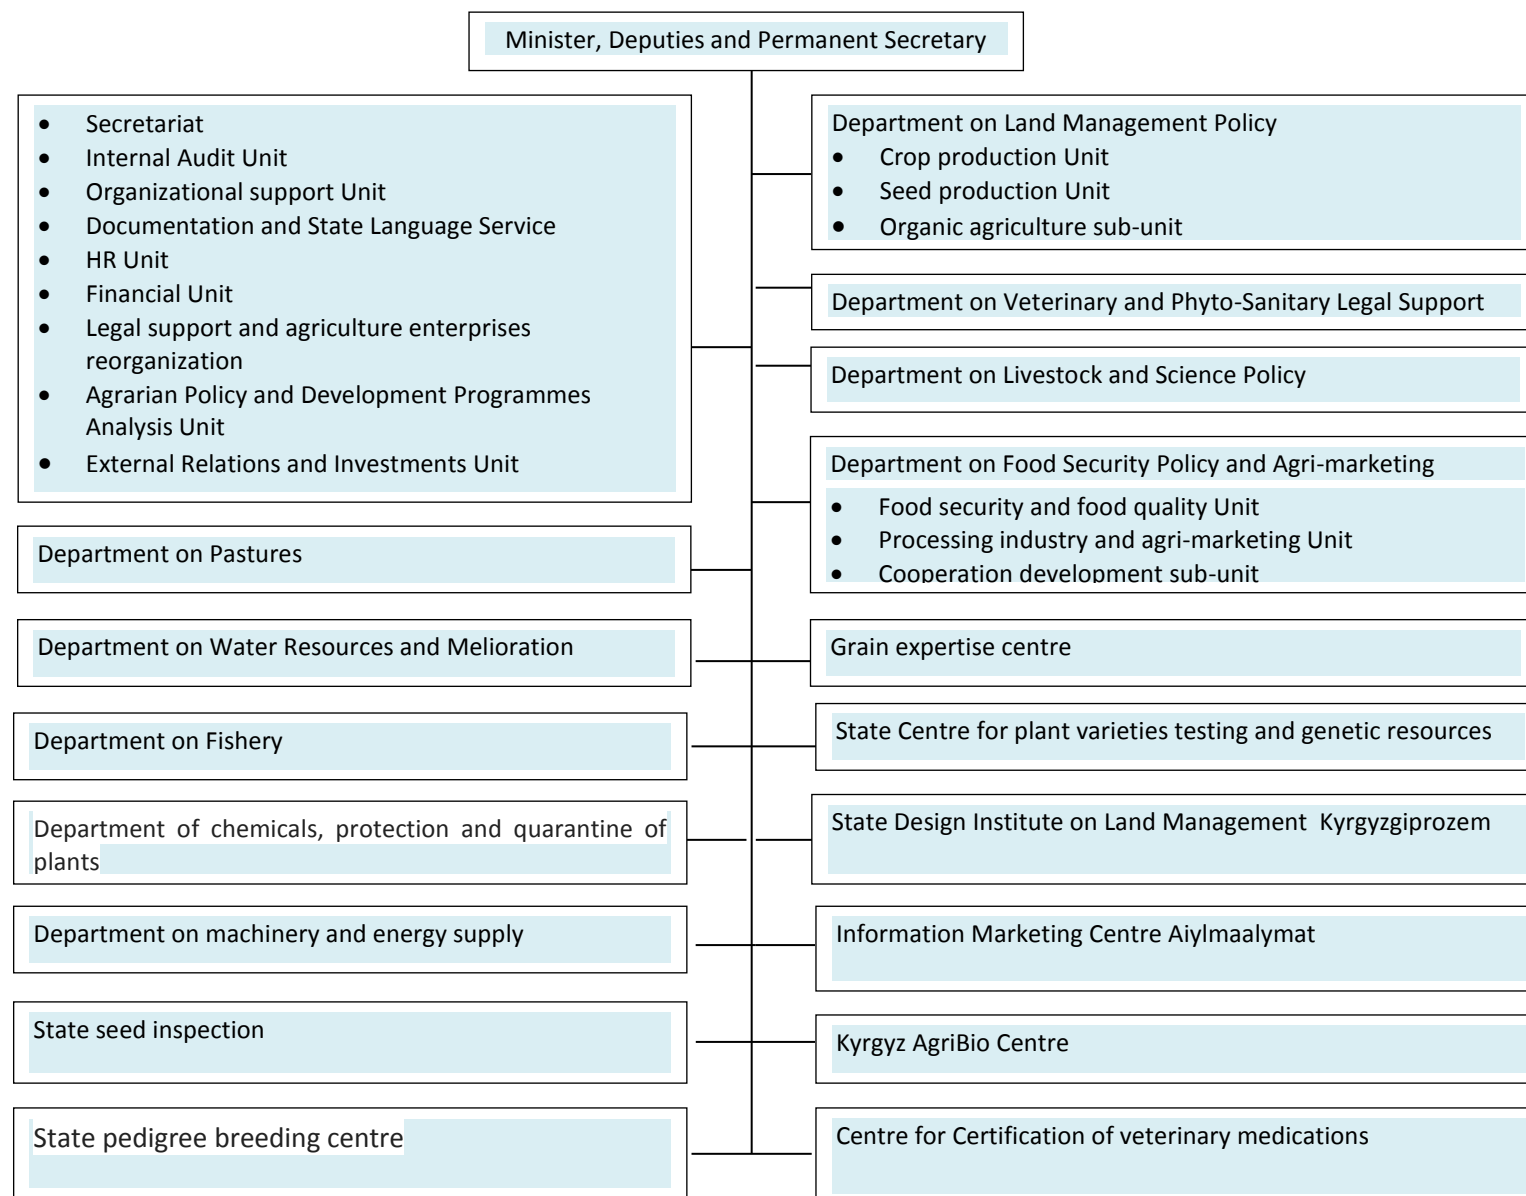 Minister, Deputies and Permanent Secretary
• Secretariat
• Internal Audit Unit
• Organizational support Unit
• Documentation and State Language Service
• HR Unit
• Financial Unit
• Legal support and agriculture enterprises
reorganization
• Agrarian Policy and Development Programmes
Analysis Unit
• External Relations and Investments Unit
Department on Pastures
Department on Water Resources and Melioration
Department on Fishery
Department of chemicals, protection and quarantine of
plants
Department on machinery and energy supply
State seed inspection
State pedigree breeding centre
Department on Land Management Policy
• Crop production Unit
• Seed production Unit
• Organic agriculture sub-unit
Department on Veterinary and Phyto-Sanitary Legal Support
Department on Livestock and Science Policy
Department on Food Security Policy and Agri-marketing
• Food security and food quality Unit
• Processing industry and agri-marketing Unit
• Cooperation development sub-unit
Grain expertise centre
State Centre for plant varieties testing and genetic resources
State Design Institute on Land Management Kyrgyzgiprozem
Information Marketing Centre Aiylmaalymat
Kyrgyz AgriBio Centre
Centre for Certification of veterinary medications